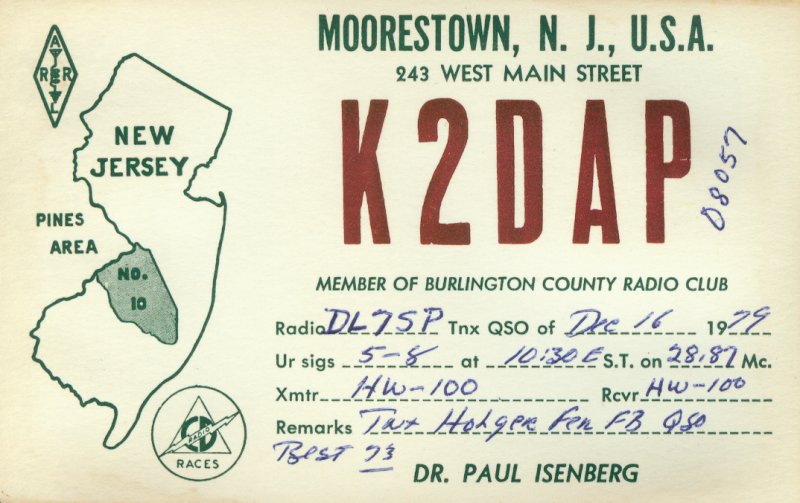 MOORESTOWN, N. J., U.S.A.
243 WEST MAIN STREET
K2DAP
08057
A
R R
L
NEW
JERSEY
PINES
AREA
NO.
10
MEMBER OF BURLINGTON COUNTY RADIO CLUB
Radio DL7SP Tnx QSO of Dec 16 1979
Ur sigs 5-8 at 10:30 E S.T. on 28.87 Mc.
Xmtr. HW-100 Rcvr HW-100
Remarks Tnx Holger Fer FB QSO
Best 73
RADIO
RACES
DR. PAUL ISENBERG